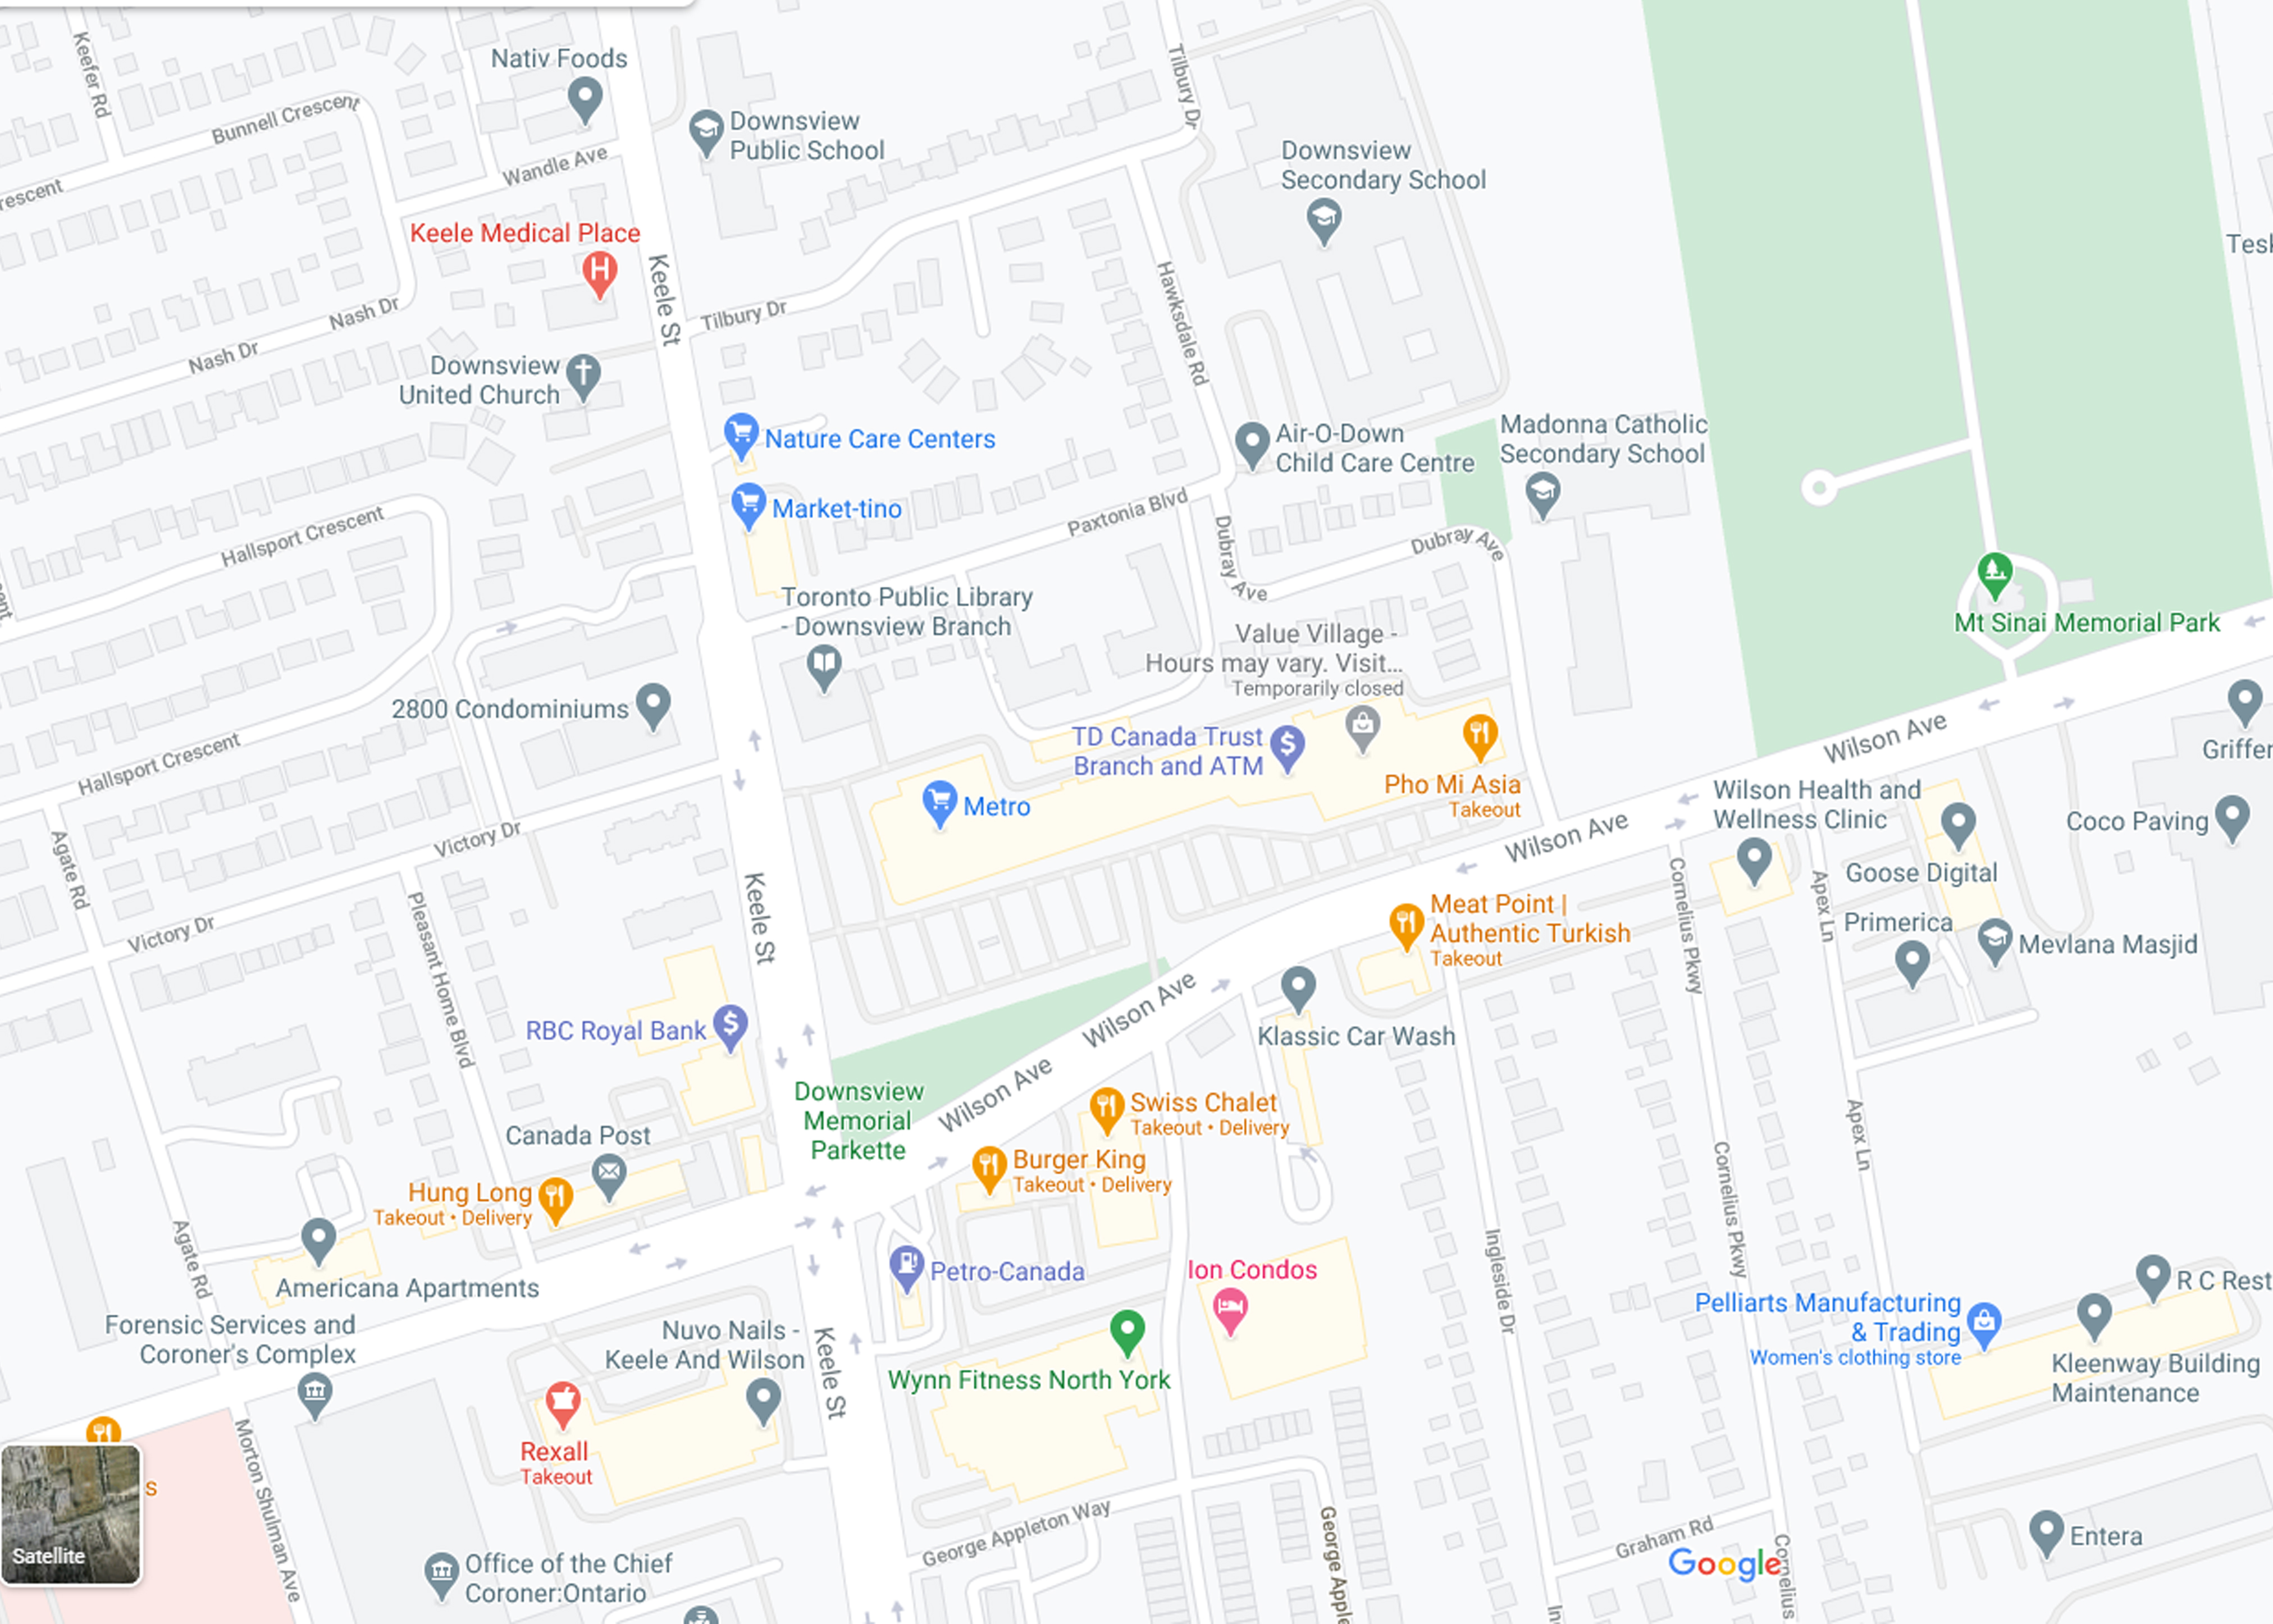 Keefer Rd
Nativ Foods
Bunnell Crescent
Tilbury Dr
Downsview
Public School
Wandle Ave
Downsview
Secondary School
rescent
Keele Medical Place
Keele St
Tesk
Nash Dr
Tilbury Dr
Hawksdale Rd
Nash Dr
Downsview
United Church
Nature Care Centers
Air-O-Down
Child Care Centre
Madonna Catholic
Secondary School
Market-tino
Paxtonia Blvd
Hallsport Crescent
Dubray Ave
Dubray Ave
Toronto Public Library
- Downsview Branch
Mt Sinai Memorial Park
Value Village -
Hours may vary. Visit...
Temporarily closed
2800 Condominiums
TD Canada Trust
Branch and ATM
Wilson Ave
Griffer
Hallsport Crescent
Pho Mi Asia
Takeout
Metro
Wilson Health and
Wellness Clinic
Coco Paving
Victory Dr
Wilson Ave
Goose Digital
Agate Rd
Cornelius Pkwy
Apex Ln
Keele St
Meat Point |
Authentic Turkish
Takeout
Primerica
Victory Dr
Pleasant Home Blvd
Mevlana Masjid
Wilson Ave
RBC Royal Bank
Klassic Car Wash
Downsview
Memorial
Parkette
Wilson Ave
Swiss Chalet
Takeout • Delivery
Canada Post
Apex Ln
Burger King
Takeout • Delivery
Hung Long
Takeout • Delivery
Cornelius Pkwy
Agate Rd
Petro-Canada
Ion Condos
Ingleside Dr
Americana Apartments
R C Rest
Forensic Services and
Coroner's Complex
Nuvo Nails -
Keele And Wilson
Keele St
Pelliarts Manufacturing
& Trading
Women's clothing store
Wynn Fitness North York
Kleenway Building
Maintenance
Rexall
Takeout
s
Morton Shulman Ave
George Appleton Way
George Apple
Graham Rd
Cornelius
Entera
Satellite
Office of the Chief
Coroner:Ontario
Google
In